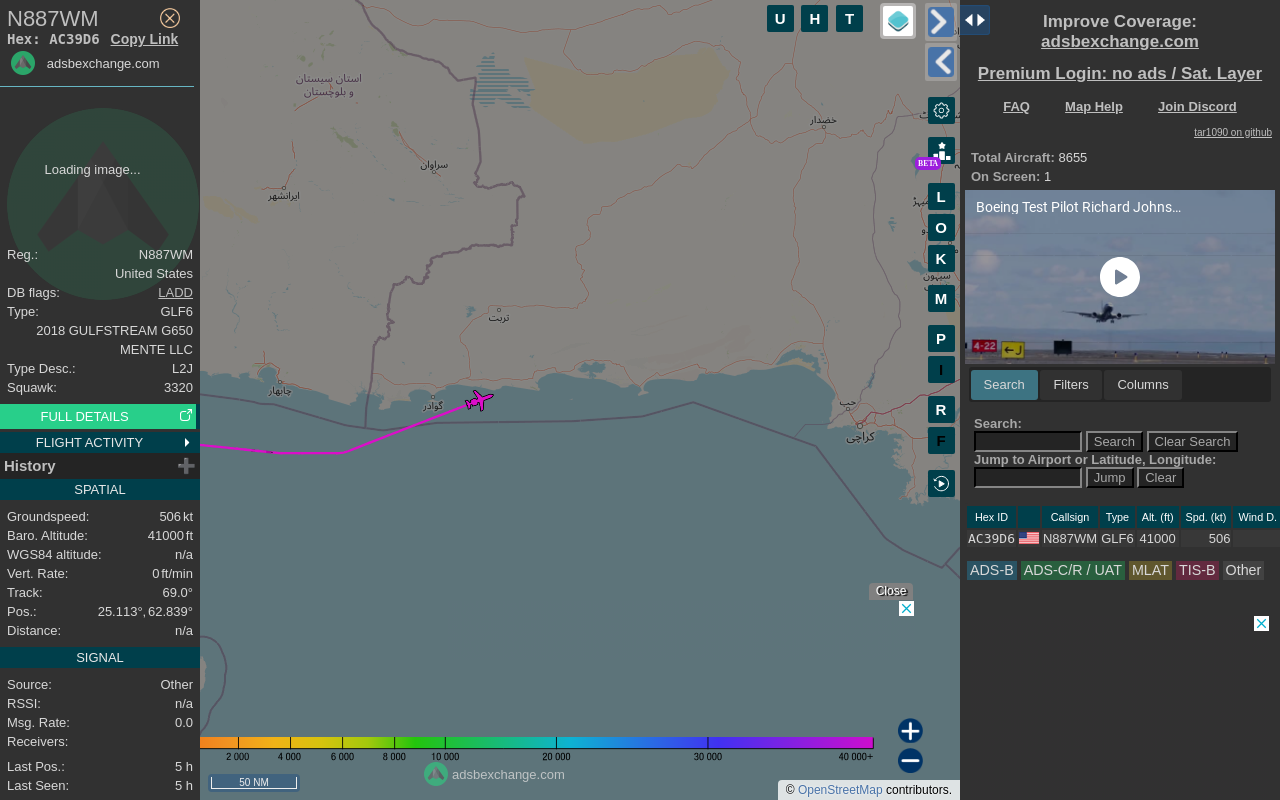 N887WM
Hex: AC39D6 Copy Link
adsbexchange.com
Loading image...
Reg.: N887WM
United States
DB flags: LADD
Type: GLF6
2018 GULFSTREAM G650
MENTE LLC
Type Desc.: L2J
Squawk: 3320
FULL DETAILS
FLIGHT ACTIVITY
History
SPATIAL
Groundspeed: 506 kt
Baro. Altitude: 41000 ft
WGS84 altitude: n/a
Vert. Rate: 0 ft/min
Track: 69.0°
Pos.: 25.113°, 62.839°
Distance: n/a
SIGNAL
Source: Other
RSSI: n/a
Msg. Rate: 0.0
Receivers:
Last Pos.: 5 h
Last Seen: 5 h
U H T
استان سیستان
و بلوچستان
خضدار
سراوان
ایرانشهر
تربت
چابهار
گوادر
حب
کراچی
سیہون
BETA
L
O
K
M
P
I
R
F
Close
2 000 4 000 6 000 8 000 10 000 20 000 30 000 40 000+
50 NM
adsbexchange.com
© OpenStreetMap contributors.
Improve Coverage:
adsbexchange.com
Premium Login: no ads / Sat. Layer
FAQ Map Help Join Discord
tar1090 on github
Total Aircraft: 8655
On Screen: 1
Boeing Test Pilot Richard Johns...
4-22 J
Search Filters Columns
Search:
Search Clear Search
Jump to Airport or Latitude, Longitude:
Jump Clear
Hex ID Callsign Type Alt. (ft) Spd. (kt) Wind D.
AC39D6 N887WM GLF6 41000 506
ADS-B ADS-C/R / UAT MLAT TIS-B Other